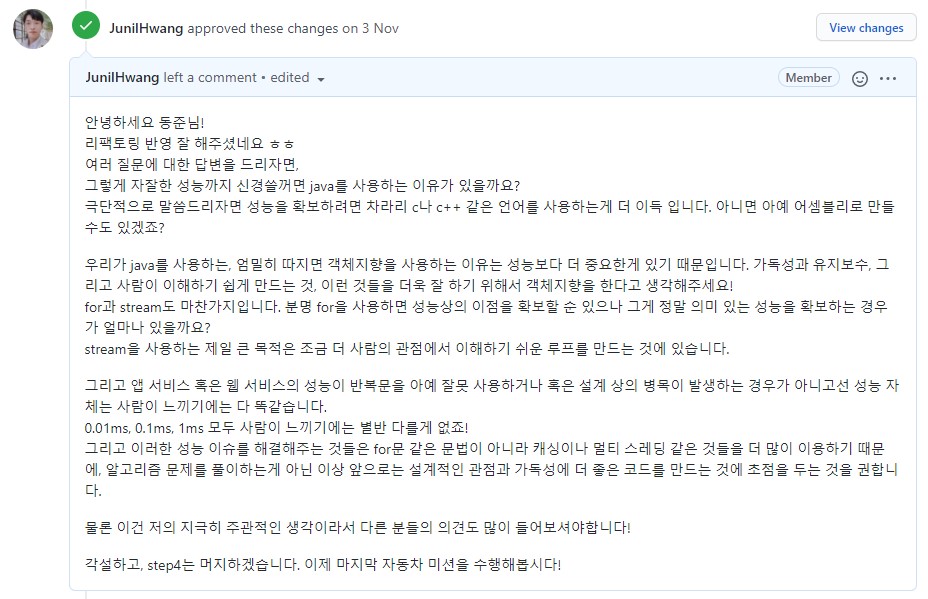 JunilHwang approved these changes on 3 Nov
View changes
JunilHwang left a comment • edited
Member
안녕하세요 동준님!
리팩토링 반영 잘 해주셨네요 ㅎㅎ
여러 질문에 대한 답변을 드리자면,
그렇게 자잘한 성능까지 신경쓸꺼면 java를 사용하는 이유가 있을까요?
극단적으로 말씀드리자면 성능을 확보하려면 차라리 c나 c++ 같은 언어를 사용하는게 더 이득 입니다. 아니면 아예 어셈블리로 만들
수도 있겠죠?
우리가 java를 사용하는, 엄밀히 따지면 객체지향을 사용하는 이유는 성능보다 더 중요한게 있기 때문입니다. 가독성과 유지보수, 그
리고 사람이 이해하기 쉽게 만드는 것, 이런 것들을 더욱 잘 하기 위해서 객체지향을 한다고 생각해주세요!
for과 stream도 마찬가지입니다. 분명 for을 사용하면 성능상의 이점을 확보할 순 있으나 그게 정말 의미 있는 성능을 확보하는 경우
가 얼마나 있을까요?
stream을 사용하는 제일 큰 목적은 조금 더 사람의 관점에서 이해하기 쉬운 루프를 만드는 것에 있습니다.
그리고 앱 서비스 혹은 웹 서비스의 성능이 반복문을 아예 잘못 사용하거나 혹은 설계 상의 병목이 발생하는 경우가 아니고선 성능 자
체는 사람이 느끼기에는 다 똑같습니다.
0.01ms, 0.1ms, 1ms 모두 사람이 느끼기에는 별반 다를게 없죠!
그리고 이러한 성능 이슈를 해결해주는 것들은 for문 같은 문법이 아니라 캐싱이나 멀티 스레딩 같은 것들을 더 많이 이용하기 때문
에, 알고리즘 문제를 풀이하는게 아닌 이상 앞으로는 설계적인 관점과 가독성에 더 좋은 코드를 만드는 것에 초점을 두는 것을 권합니
다.
물론 이건 저의 지극히 주관적인 생각이라서 다른 분들의 의견도 많이 들어보셔야합니다!
각설하고, step4는 머지하겠습니다. 이제 마지막 자동차 미션을 수행해봅시다!